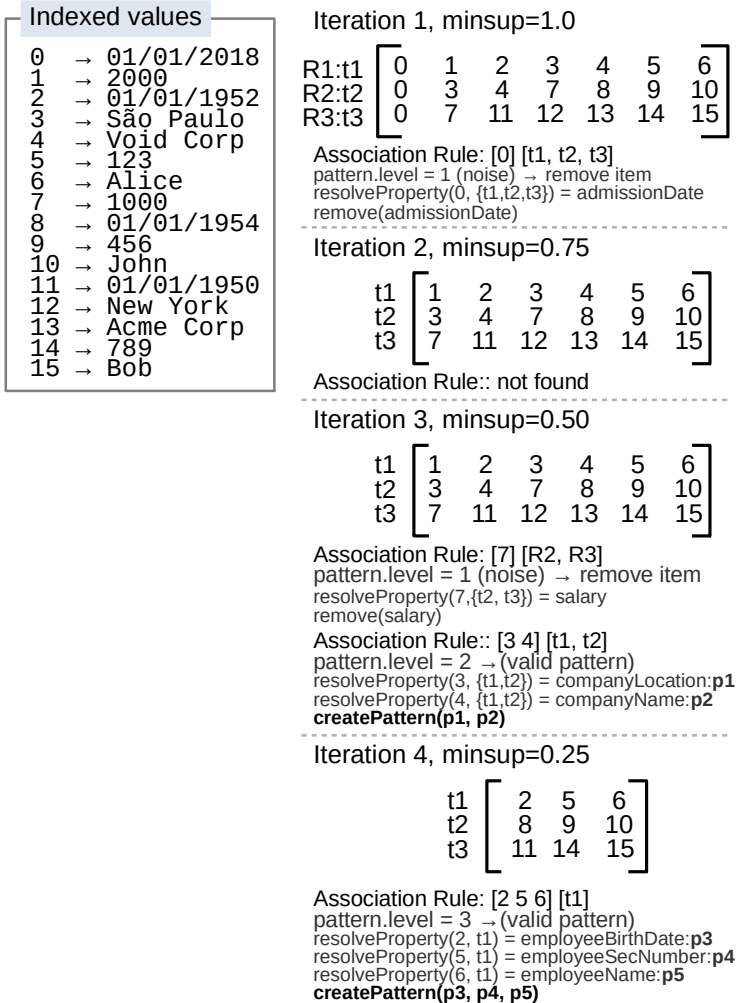 Indexed values
0 → 01/01/2018
1 → 2000
2 → 01/01/1952
3 → São Paulo
4 → Void Corp
5 → 123
6 → Alice
7 → 1000
8 → 01/01/1954
9 → 456
10 → John
11 → 01/01/1950
12 → New York
13 → Acme Corp
14 → 789
15 → Bob
Iteration 1, minsup=1.0
R1:t1 0 1 2 3 4 5 6
R2:t2 0 3 4 7 8 9 10
R3:t3 0 7 11 12 13 14 15
Association Rule: [0] [t1, t2, t3]
pattern.level = 1 (noise) → remove item
resolveProperty(0, {t1,t2,t3}) = admissionDate
remove(admissionDate)
Iteration 2, minsup=0.75
t1 1 2 3 4 5 6
t2 3 4 7 8 9 10
t3 7 11 12 13 14 15
Association Rule:: not found
Iteration 3, minsup=0.50
t1 1 2 3 4 5 6
t2 3 4 7 8 9 10
t3 7 11 12 13 14 15
Association Rule: [7] [R2, R3]
pattern.level = 1 (noise) → remove item
resolveProperty(7,{t2, t3}) = salary
remove(salary)
Association Rule:: [3 4] [t1, t2]
pattern.level = 2 →(valid pattern)
resolveProperty(3, {t1,t2}) = companyLocation:p1
resolveProperty(4, {t1,t2}) = companyName:p2
createPattern(p1, p2)
Iteration 4, minsup=0.25
t1 2 5 6
t2 8 9 10
t3 11 14 15
Association Rule: [2 5 6] [t1]
pattern.level = 3 →(valid pattern)
resolveProperty(2, t1) = employeeBirthDate:p3
resolveProperty(5, t1) = employeeSecNumber:p4
resolveProperty(6, t1) = employeeName:p5
createPattern(p3, p4, p5)